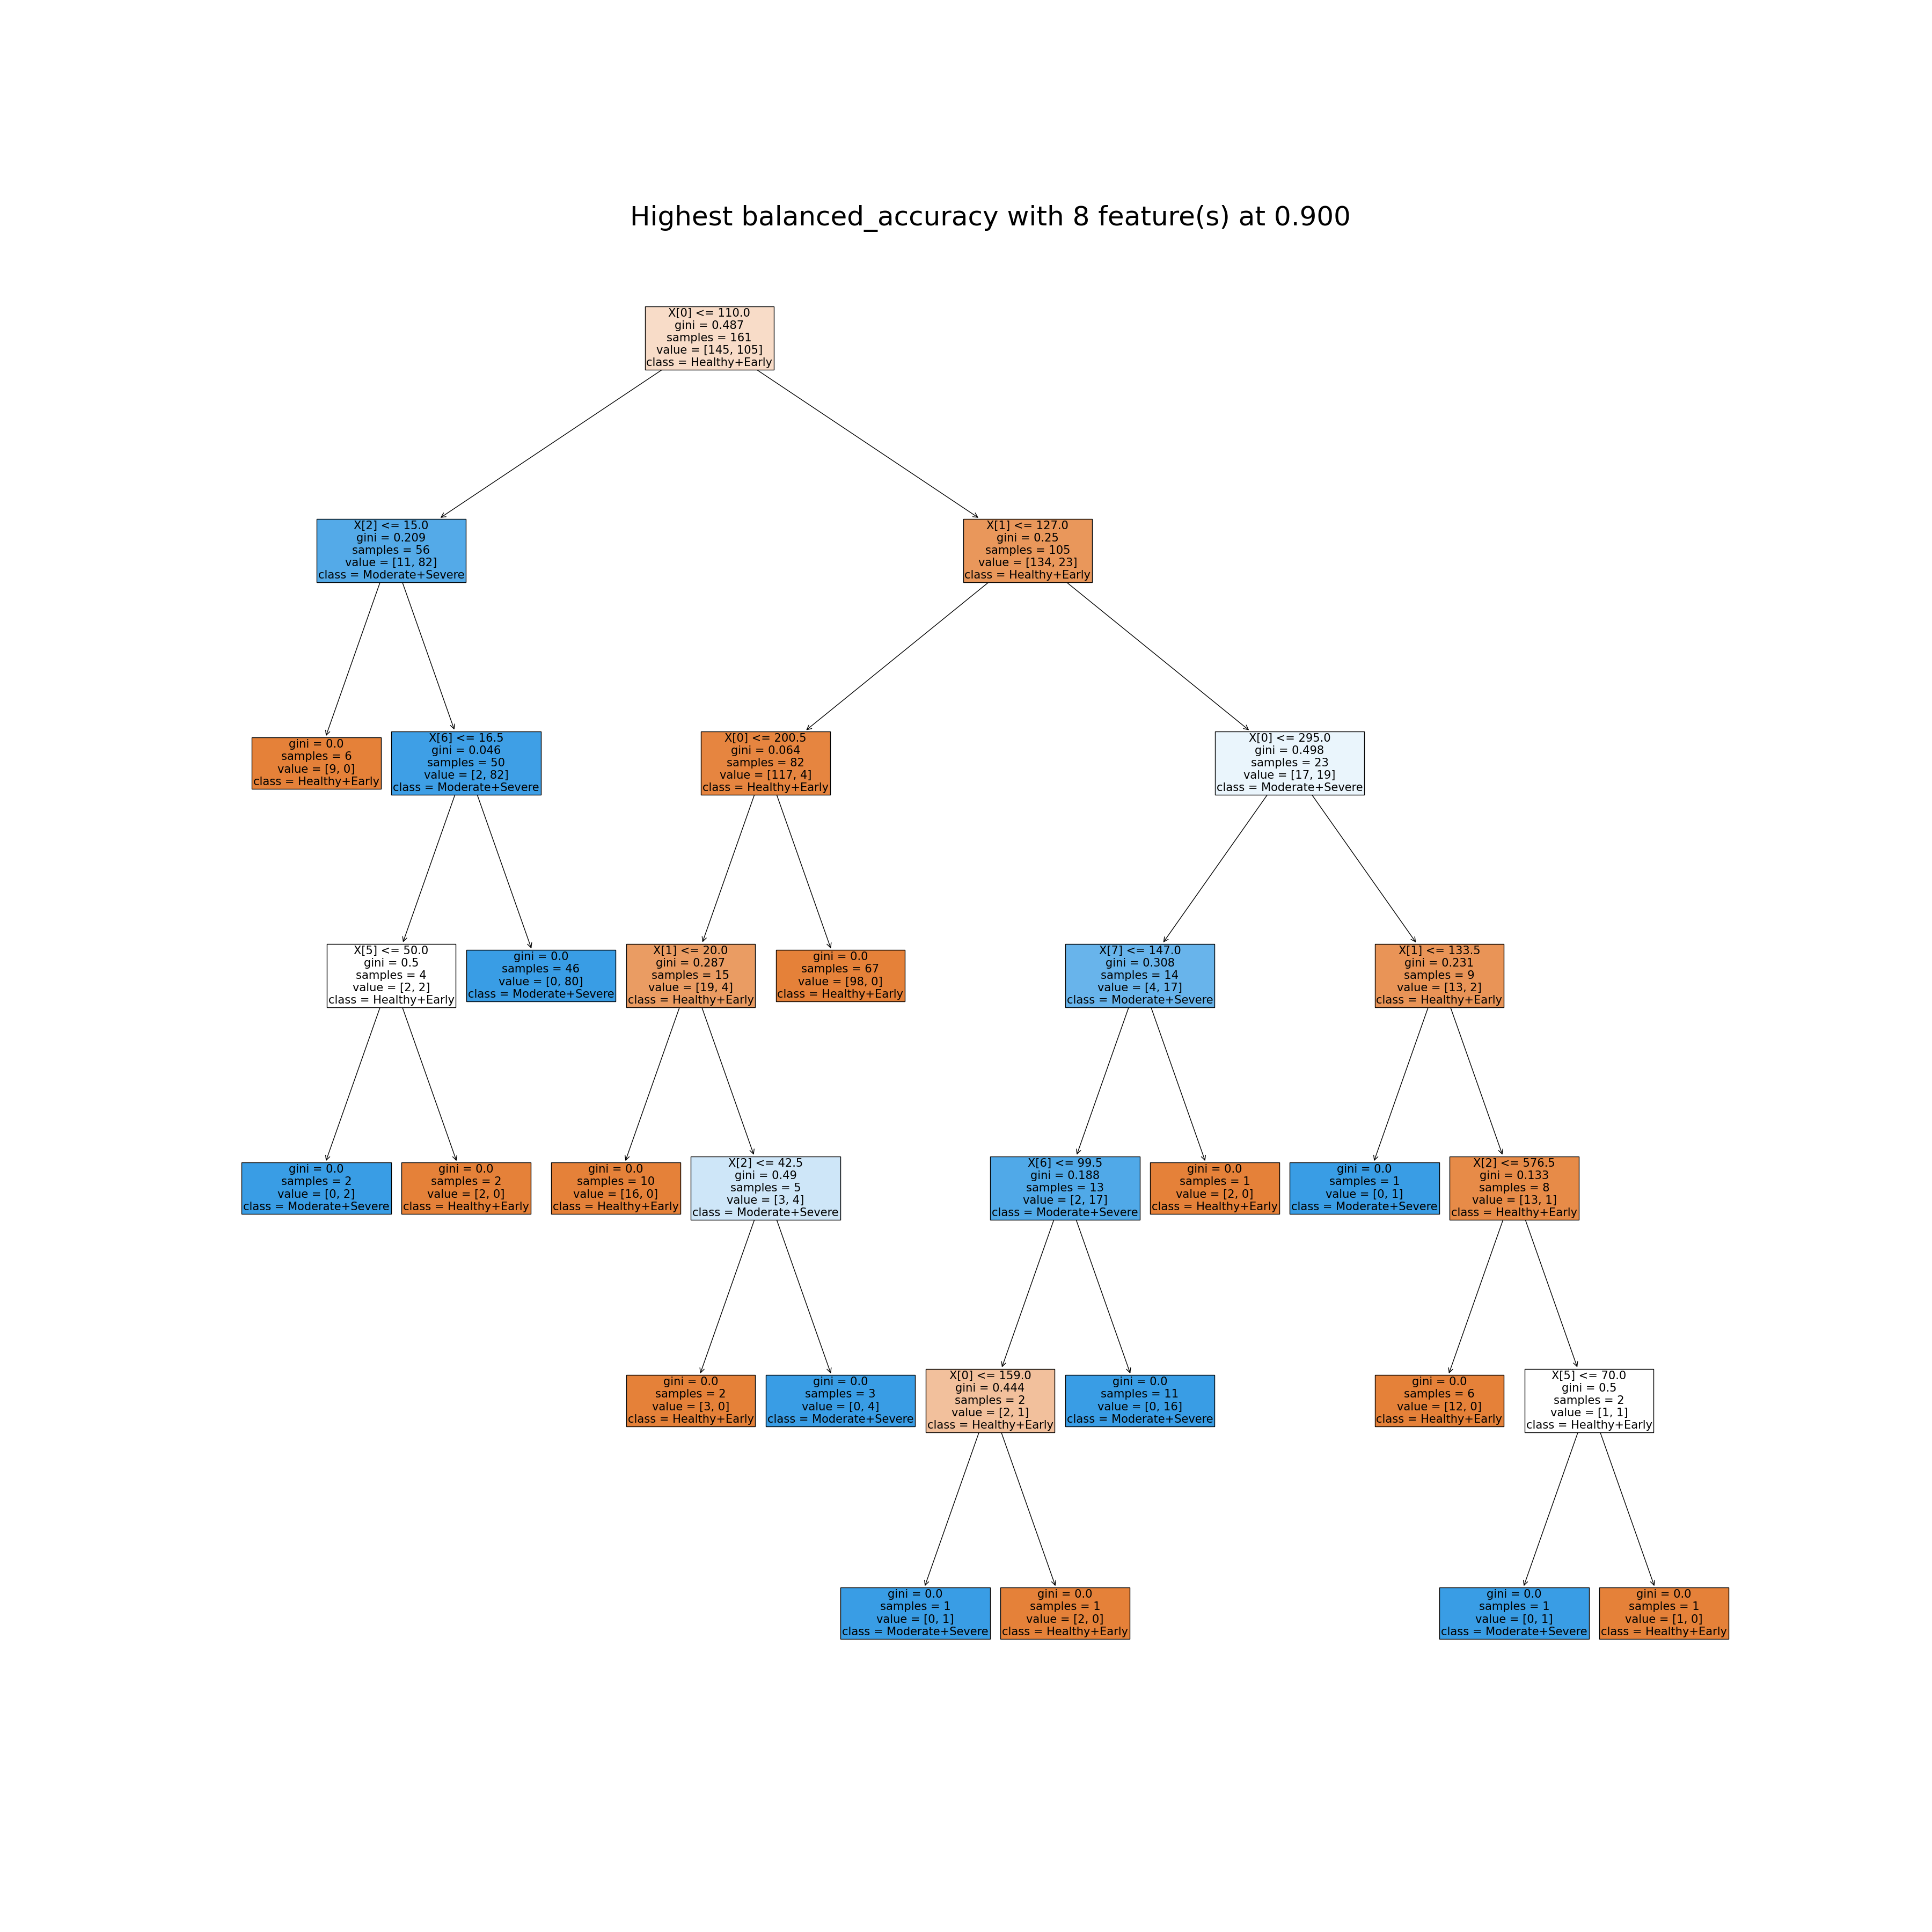 Highest balanced_accuracy with 8 feature(s) at 0.900
X[0] <= 110.0
gini = 0.487
samples = 161
value = [145, 105]
class = Healthy+Early
X[2] <= 15.0
gini = 0.209
samples = 56
value = [11, 82]
class = Moderate+Severe
X[1] <= 127.0
gini = 0.25
samples = 105
value = [134, 23]
class = Healthy+Early
gini = 0.0
samples = 6
value = [9, 0]
class = Healthy+Early
X[6] <= 16.5
gini = 0.046
samples = 50
value = [2, 82]
class = Moderate+Severe
X[0] <= 200.5
gini = 0.064
samples = 82
value = [117, 4]
class = Healthy+Early
X[0] <= 295.0
gini = 0.498
samples = 23
value = [17, 19]
class = Moderate+Severe
X[5] <= 50.0
gini = 0.5
samples = 4
value = [2, 2]
class = Healthy+Early
gini = 0.0
samples = 46
value = [0, 80]
class = Moderate+Severe
X[1] <= 20.0
gini = 0.287
samples = 15
value = [19, 4]
class = Healthy+Early
gini = 0.0
samples = 67
value = [98, 0]
class = Healthy+Early
X[7] <= 147.0
gini = 0.308
samples = 14
value = [4, 17]
class = Moderate+Severe
X[1] <= 133.5
gini = 0.231
samples = 9
value = [13, 2]
class = Healthy+Early
gini = 0.0
samples = 2
value = [0, 2]
class = Moderate+Severe
gini = 0.0
samples = 2
value = [2, 0]
class = Healthy+Early
gini = 0.0
samples = 10
value = [16, 0]
class = Healthy+Early
X[2] <= 42.5
gini = 0.49
samples = 5
value = [3, 4]
class = Moderate+Severe
X[6] <= 99.5
gini = 0.188
samples = 13
value = [2, 17]
class = Moderate+Severe
gini = 0.0
samples = 1
value = [2, 0]
class = Healthy+Early
gini = 0.0
samples = 1
value = [0, 1]
class = Moderate+Severe
X[2] <= 576.5
gini = 0.133
samples = 8
value = [13, 1]
class = Healthy+Early
gini = 0.0
samples = 2
value = [3, 0]
class = Healthy+Early
gini = 0.0
samples = 3
value = [0, 4]
class = Moderate+Severe
X[0] <= 159.0
gini = 0.444
samples = 2
value = [2, 1]
class = Healthy+Early
gini = 0.0
samples = 11
value = [0, 16]
class = Moderate+Severe
gini = 0.0
samples = 6
value = [12, 0]
class = Healthy+Early
X[5] <= 70.0
gini = 0.5
samples = 2
value = [1, 1]
class = Healthy+Early
gini = 0.0
samples = 1
value = [0, 1]
class = Moderate+Severe
gini = 0.0
samples = 1
value = [2, 0]
class = Healthy+Early
gini = 0.0
samples = 1
value = [0, 1]
class = Moderate+Severe
gini = 0.0
samples = 1
value = [1, 0]
class = Healthy+Early